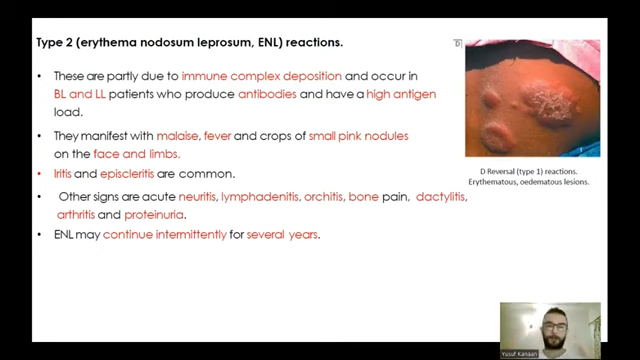 Type 2 (erythema nodosum leprosum, ENL) reactions.
D
• These are partly due to immune complex deposition and occur in
BL and LL patients who produce antibodies and have a high antigen
load.
• They manifest with malaise, fever and crops of small pink nodules
on the face and limbs.
• Iritis and episcleritis are common.
• Other signs are acute neuritis, lymphadenitis, orchitis, bone pain, dactylitis,
arthritis and proteinuria.
• ENL may continue intermittently for several years.
D Reversal (type 1) reactions.
Erythematous, oedematous lesions.
Yusuf Kanaan